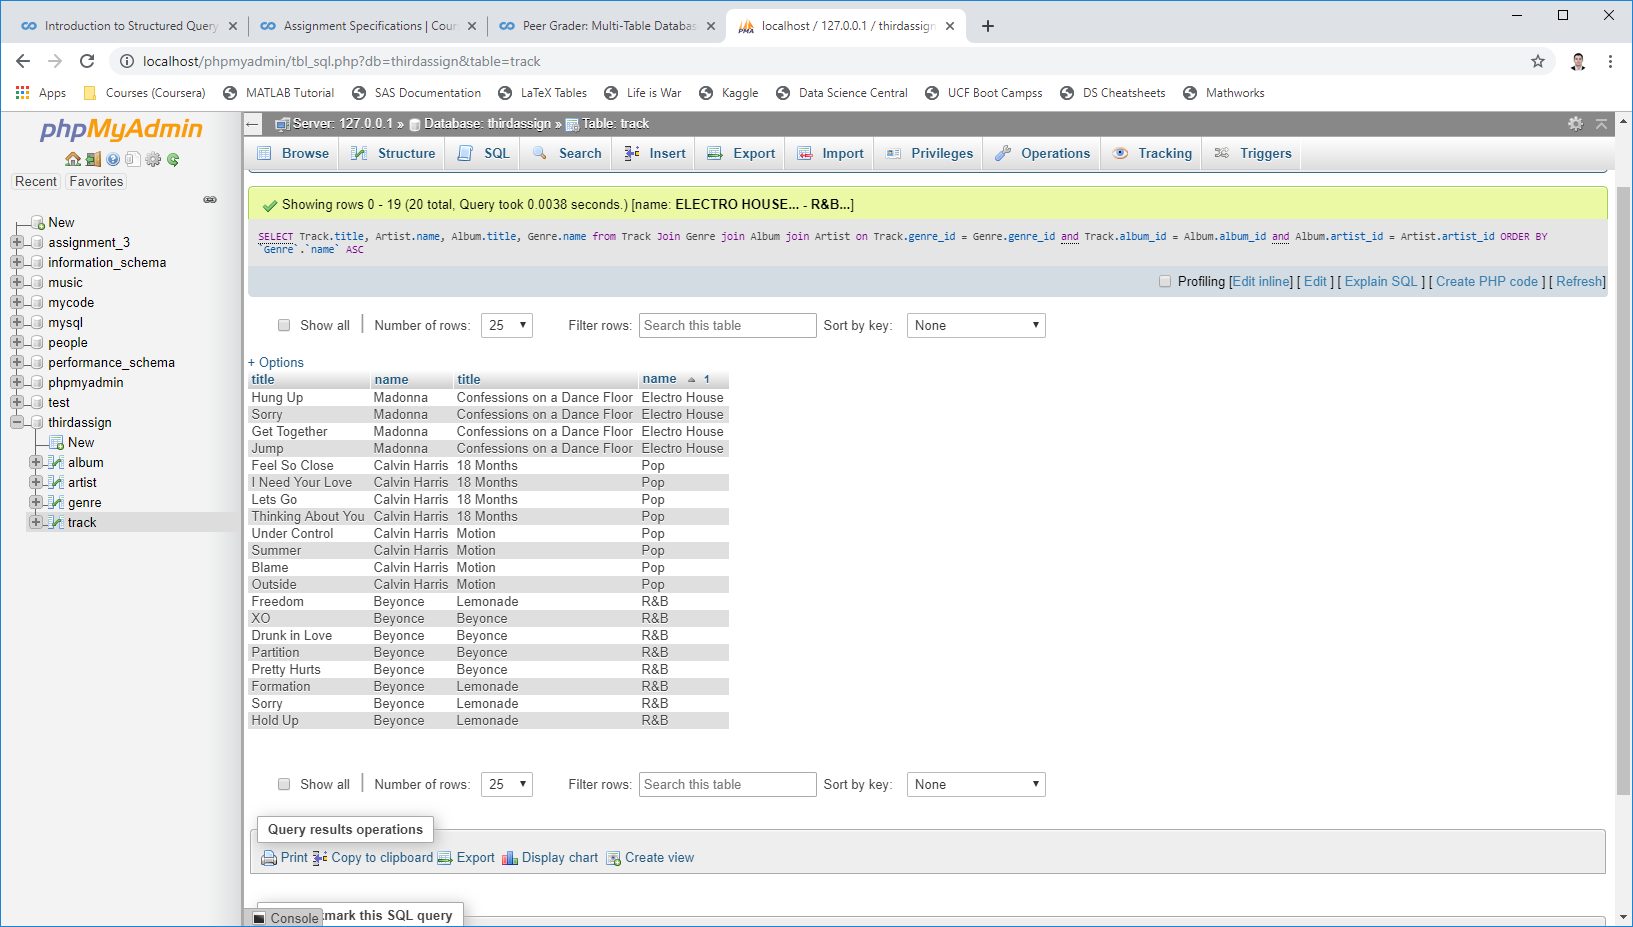 Introduction to Structured Query
Assignment Specifications | Cour
Peer Grader: Multi-Table Databas
localhost / 127.0.0.1 / thirdassign
localhost/phpmyadmin/tbl_sql.php?db=thirdassign&table=track
Apps Courses (Coursera) MATLAB Tutorial SAS Documentation LaTeX Tables Life is War Kaggle Data Science Central UCF Boot Campss DS Cheatsheets Mathworks
phpMyAdmin
Recent Favorites
New
assignment_3
information_schema
music
mycode
mysql
people
performance_schema
phpmyadmin
test
thirdassign
New
album
artist
genre
track
Server: 127.0.0.1 » Database: thirdassign » Table: track
Browse Structure SQL Search Insert Export Import Privileges Operations Tracking Triggers
Showing rows 0 - 19 (20 total, Query took 0.0038 seconds.) [name: ELECTRO HOUSE... - R&B...]
SELECT Track.title, Artist.name, Album.title, Genre.name from Track Join Genre join Album join Artist on Track.genre_id = Genre.genre_id and Track.album_id = Album.album_id and Album.artist_id = Artist.artist_id ORDER BY
`Genre`.`name` ASC
Profiling [Edit inline] [ Edit ] [ Explain SQL ] [ Create PHP code ] [ Refresh]
Show all | Number of rows: 25 Filter rows: Search this table Sort by key: None
+ Options
title name title name 1
Hung Up Madonna Confessions on a Dance Floor Electro House
Sorry Madonna Confessions on a Dance Floor Electro House
Get Together Madonna Confessions on a Dance Floor Electro House
Jump Madonna Confessions on a Dance Floor Electro House
Feel So Close Calvin Harris 18 Months Pop
I Need Your Love Calvin Harris 18 Months Pop
Lets Go Calvin Harris 18 Months Pop
Thinking About You Calvin Harris 18 Months Pop
Under Control Calvin Harris Motion Pop
Summer Calvin Harris Motion Pop
Blame Calvin Harris Motion Pop
Outside Calvin Harris Motion Pop
Freedom Beyonce Lemonade R&B
XO Beyonce Beyonce R&B
Drunk in Love Beyonce Beyonce R&B
Partition Beyonce Beyonce R&B
Pretty Hurts Beyonce Beyonce R&B
Formation Beyonce Lemonade R&B
Sorry Beyonce Lemonade R&B
Hold Up Beyonce Lemonade R&B
Show all | Number of rows: 25 Filter rows: Search this table Sort by key: None
Query results operations
Print Copy to clipboard Export Display chart Create view
Console mark this SQL query